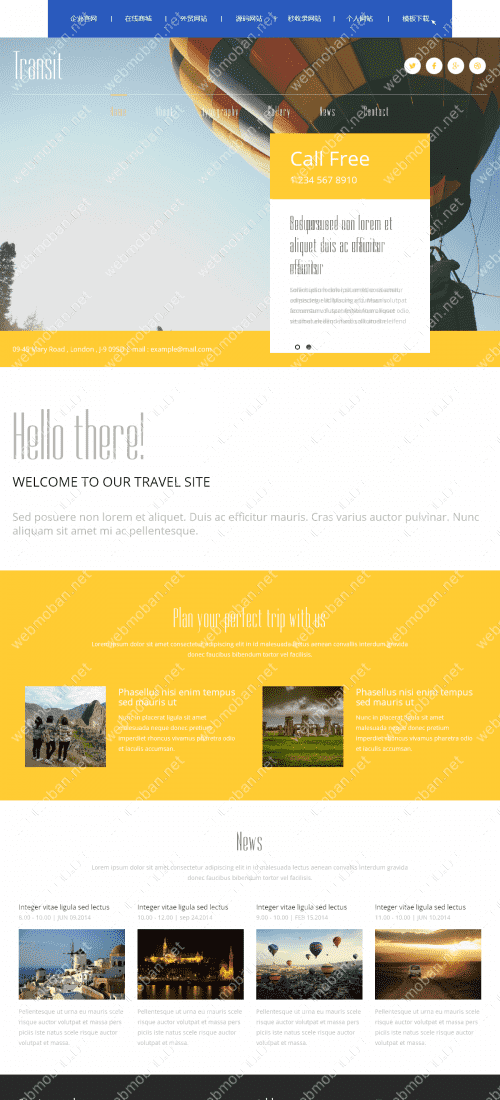 企业官网 | 在线商城 | 外贸网站 | 源码网站 | 秒收录网站 | 个人网站 | 模板下载
Transit
Home About Typography Gallery News Contact
Call Free
1234 567 8910
non lorem et
aliquet duis ac efficitur
Mary Road, London, mail : example@mail.com
Hello there!
WELCOME TO OUR TRAVEL SITE
Sed posuere non lorem et aliquet. Duis ac efficitur mauris. Cras varius auctor pulvinar. Nunc
aliquam sit amet mi ac pellentesque.
Plan your perfect trip with us
Lorem ipsum dolor sit amet consectetur adipiscing elit in id malesuada lectus aenean convallis interdum gravida
donec faucibus bibendum tortor vel facilisis.
Phasellus nisi enim tempus
sed mauris ut
Nunc in placerat ligula sit amet
malesuada neque donec pretium
imperdiet rhoncus vivamus pharetra odio
et iaculis accumsan.
Phasellus nisi enim tempus
sed mauris ut
Nunc in placerat ligula sit amet
malesuada neque donec pretium
imperdiet rhoncus vivamus pharetra odio
et iaculis accumsan.
News
Lorem ipsum dolor sit amet consectetur adipiscing elit in id malesuada lectus aenean convallis interdum gravida
donec faucibus bibendum tortor vel facilisis.
Integer vitae ligula sed lectus
9.00 - 10.00 | JUN 09,2014
Pellentesque ut urna eu mauris scele
risque auctor volutpat et massa pers
piciis iste natus scele risque auctor
volutpat et massa.
Integer vitae ligula sed lectus
10.00 - 12.00 | sep 24,2014
Pellentesque ut urna eu mauris scele
risque auctor volutpat et massa pers
piciis iste natus scele risque auctor
volutpat et massa.
Integer vitae ligula sed lectus
9.00 - 10.00 | FEB 15,2014
Pellentesque ut urna eu mauris scele
risque auctor volutpat et massa pers
piciis iste natus scele risque auctor
volutpat et massa.
Integer vitae ligula sed lectus
11.00 - 10.00 | JUN 10,2014
Pellentesque ut urna eu mauris scele
risque auctor volutpat et massa pers
piciis iste natus scele risque auctor
volutpat et massa.
webmoban.net